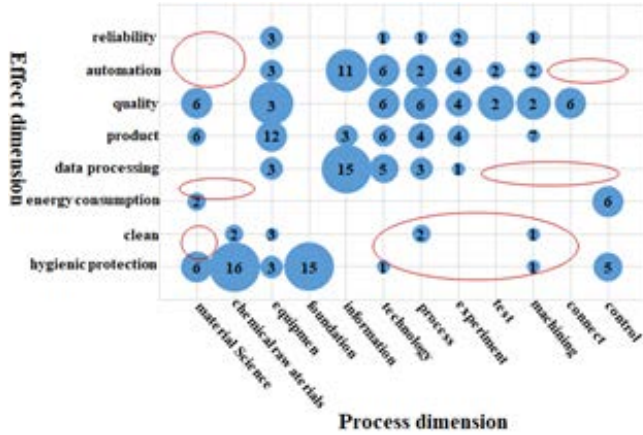 Effect dimension
reliability 3 1 1 2 1
automation 3 11 6 2 4 2 2
quality 6 3 6 6 4 2 2 6
product 6 12 3 6 4 4 7
data processing 3 15 5 3 1
energy consumption 2 6
clean 2 3 2 1
hygienic protection 6 16 3 15 1 1 5
material Science
chemical raw aterials
equipmen
foundation
information
technology
process
experiment
test
machining
connect
control
Process dimension